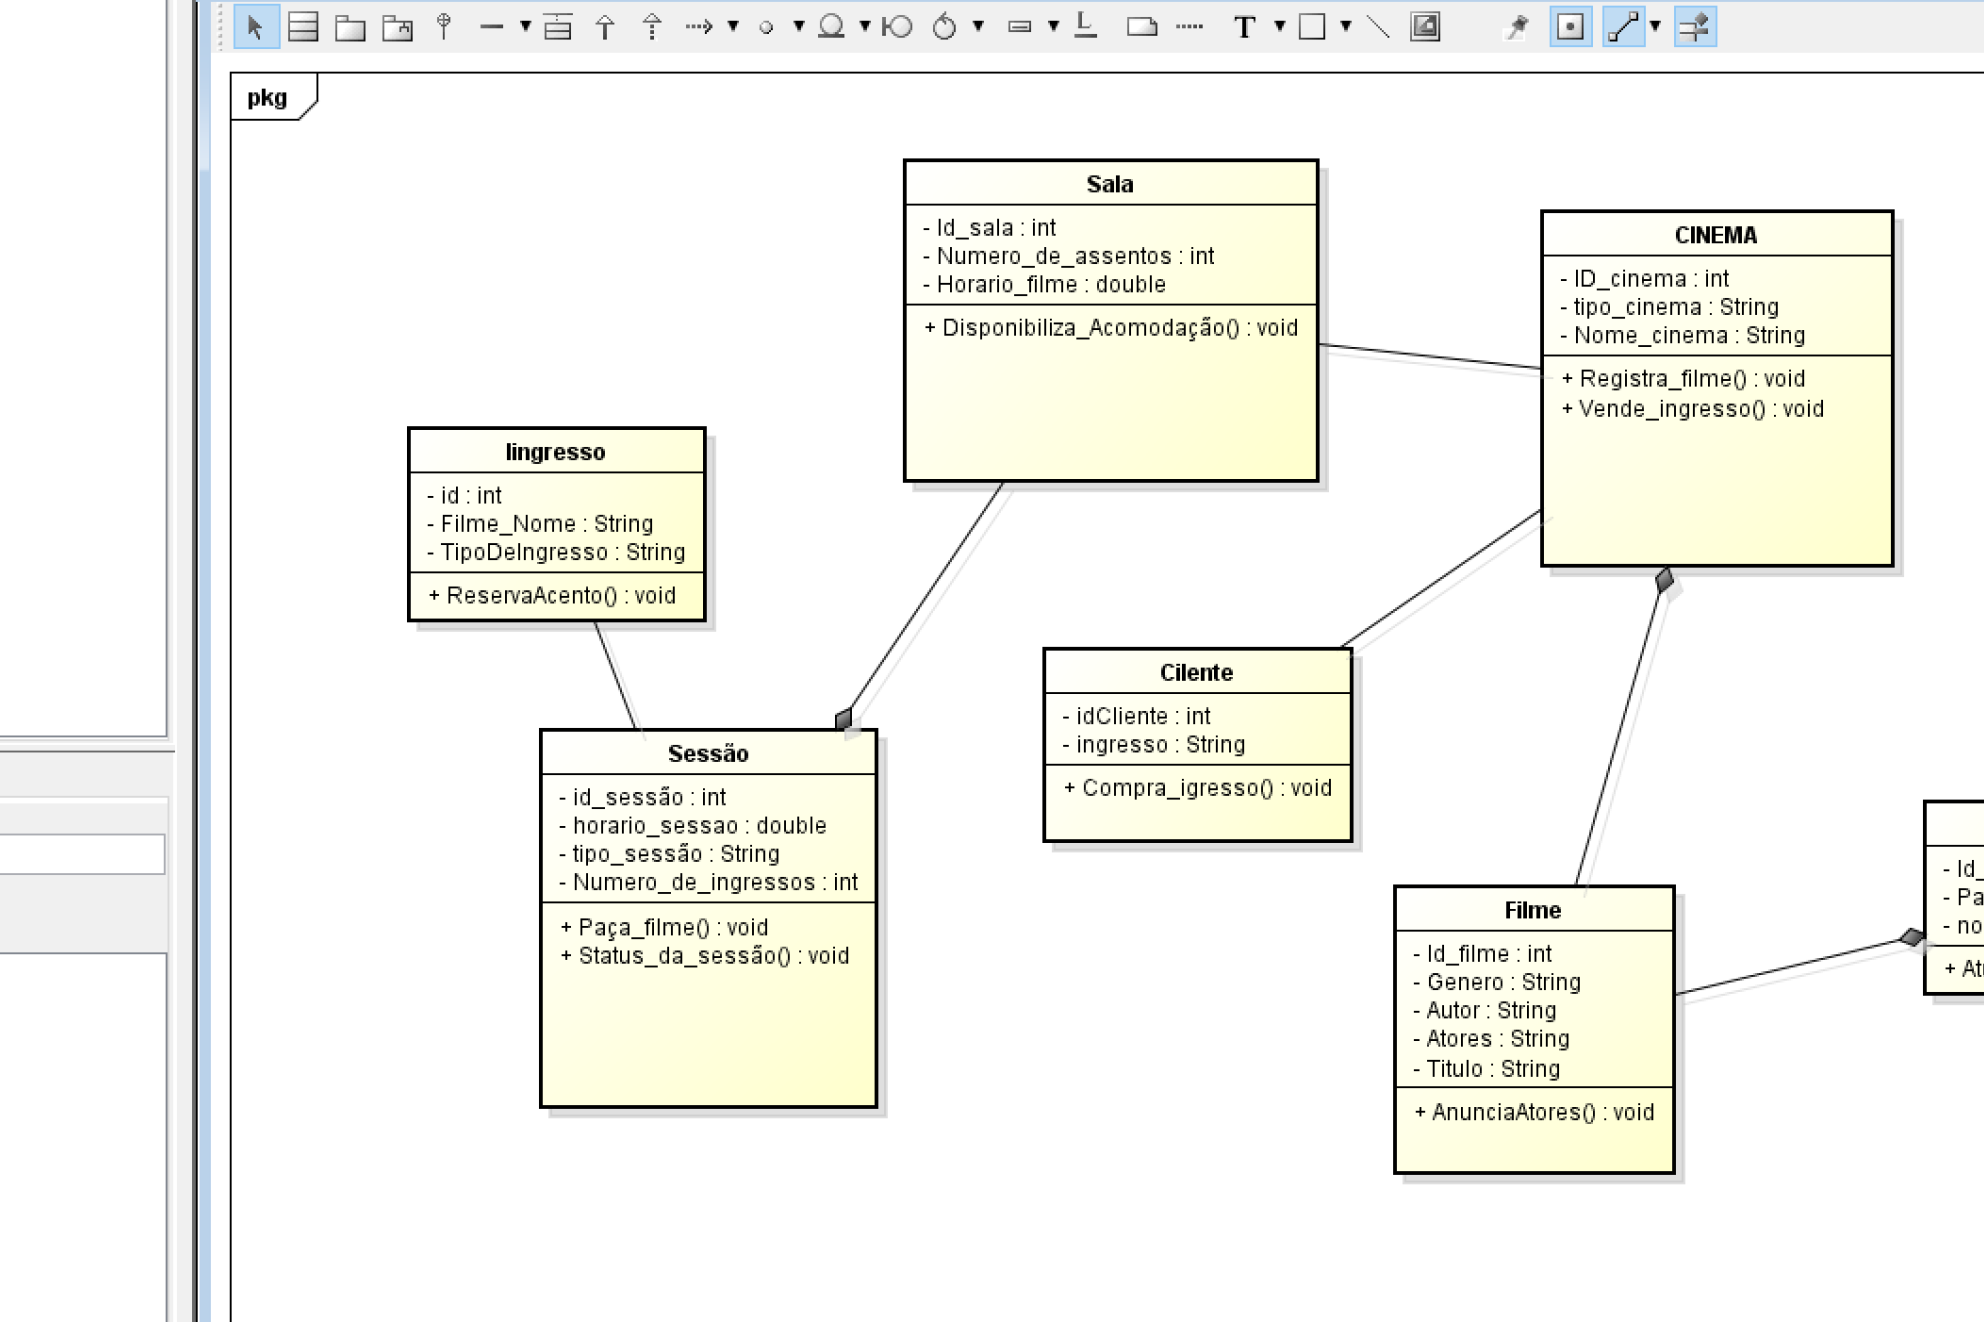 pkg
Sala
- Id_sala : int
- Numero_de_assentos : int
- Horario_filme : double
+ Disponibiliza_Acomodação() : void
CINEMA
- ID_cinema : int
- tipo_cinema : String
- Nome_cinema : String
+ Registra_filme() : void
+ Vende_ingresso() : void
Iingresso
- id : int
- Filme_Nome : String
- TipoDeIngresso : String
+ ReservaAcento() : void
Cilente
- idCliente : int
- ingresso : String
+ Compra_igresso() : void
Sessão
- id_sessão : int
- horario_sessao : double
- tipo_sessão : String
- Numero_de_ingressos : int
+ Paça_filme() : void
+ Status_da_sessão() : void
Filme
- Id_filme : int
- Genero : String
- Autor : String
- Atores : String
- Titulo : String
+ AnunciaAtores() : void
- Id_
- Pa
- no